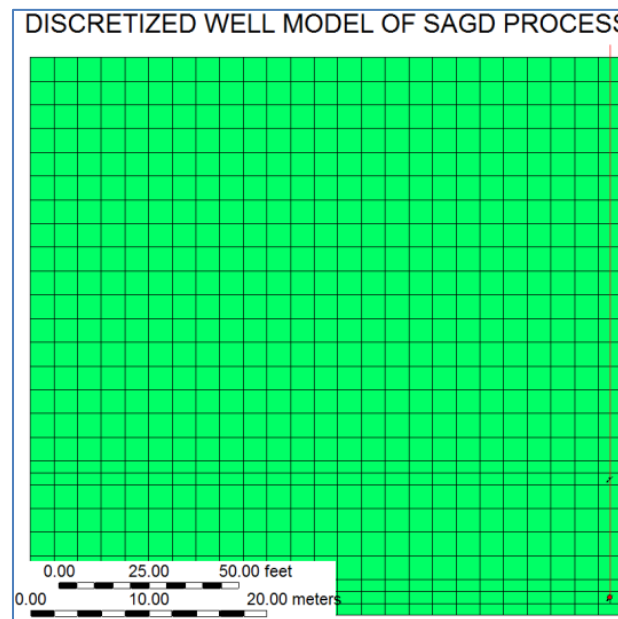 DISCRETIZED WELL MODEL OF SAGD PROCESS
0.00 25.00 50.00 feet
0.00 10.00 20.00 meters